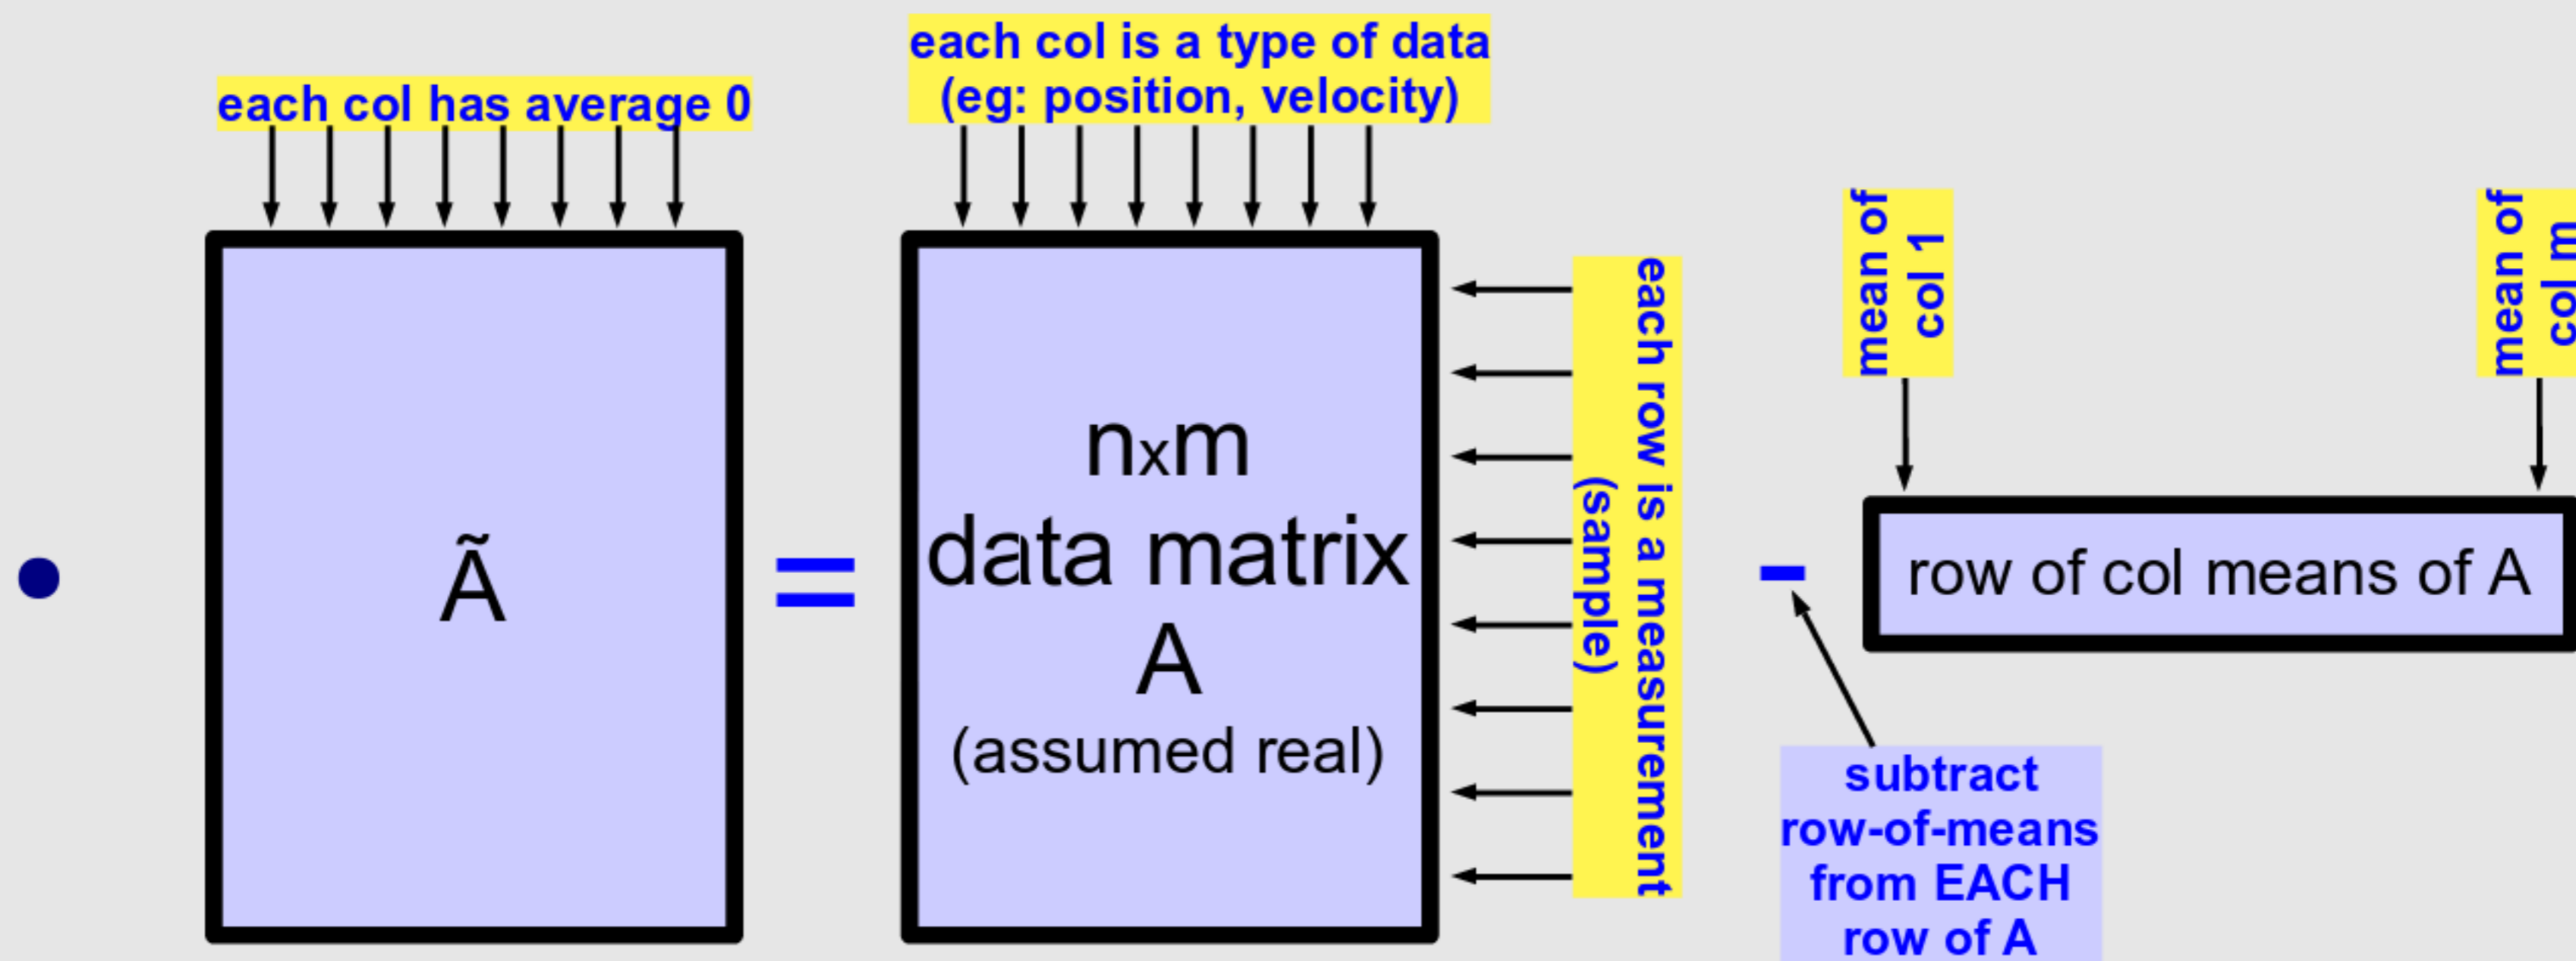 each col has average 0
each col is a type of data
(eg: position, velocity)
Ã
=
nxm
data matrix
A
(assumed real)
each row is a measurement
(sample)
-
mean of
col 1
mean of
col m
row of col means of A
subtract
row-of-means
from EACH
row of A